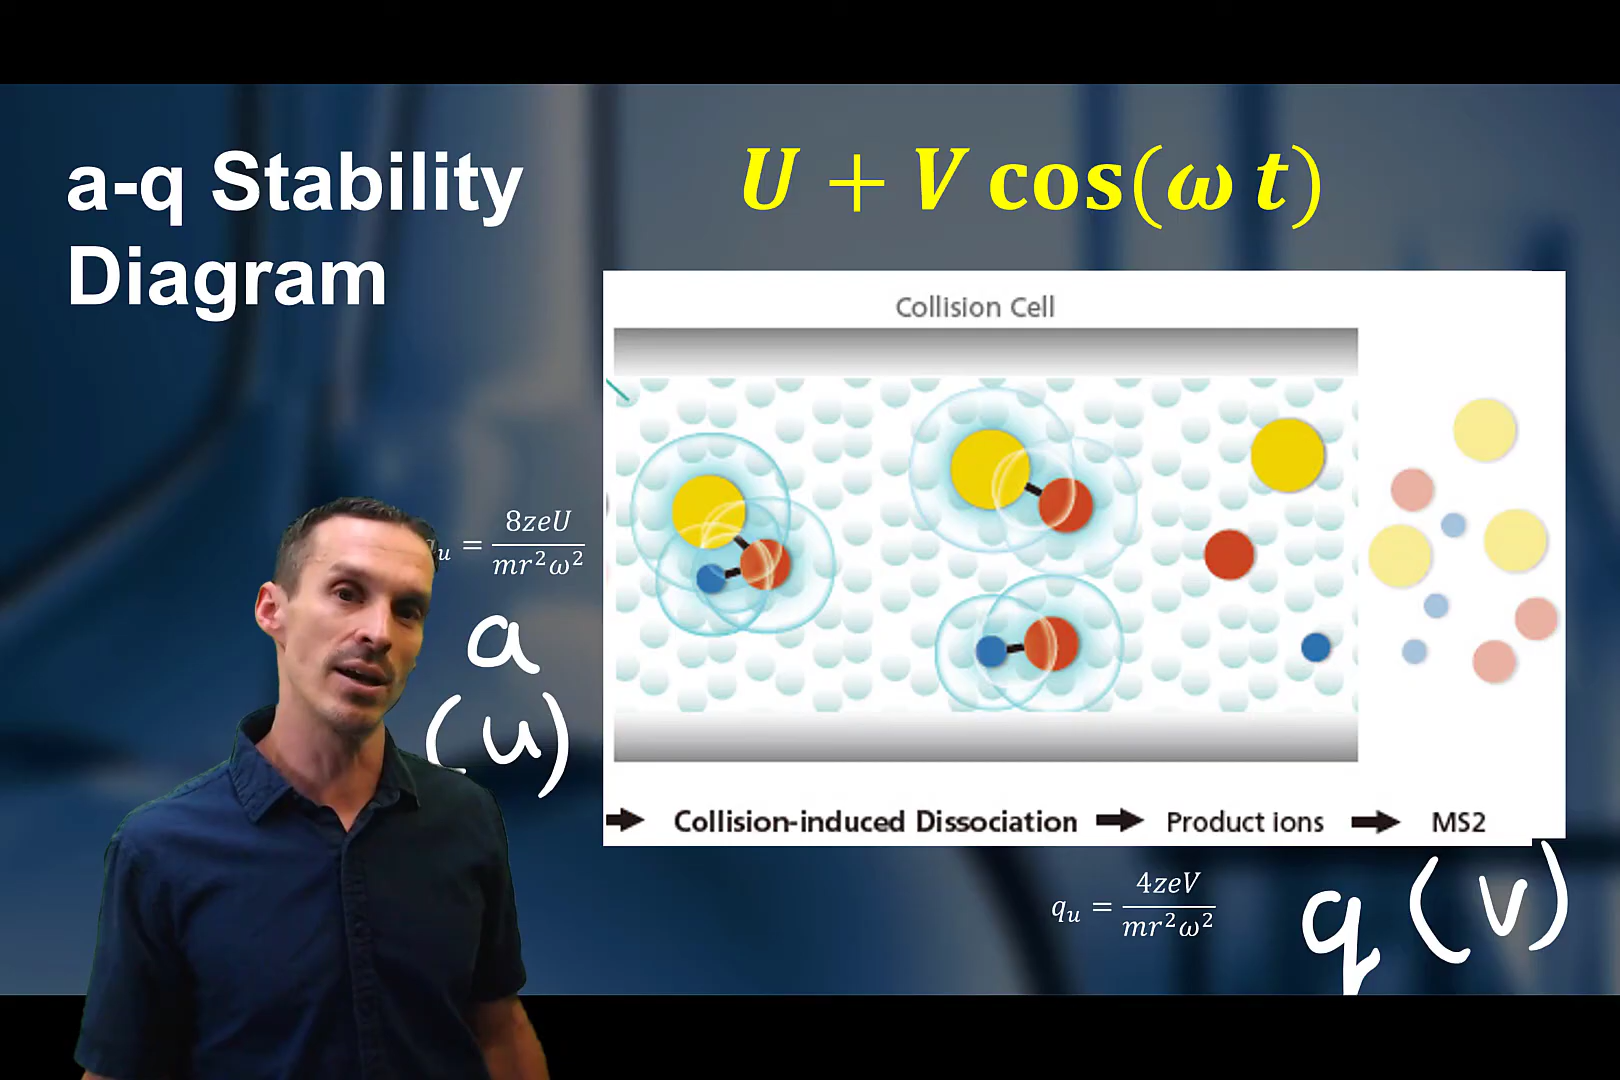 a-q Stability
Diagram
U + V cos(ω t)
Collision Cell
u = 8zeU / mr²ω²
a
(u)
Collision-induced Dissociation
Product ions
MS2
qᵤ = 4zeV / mr²ω²
q (v)